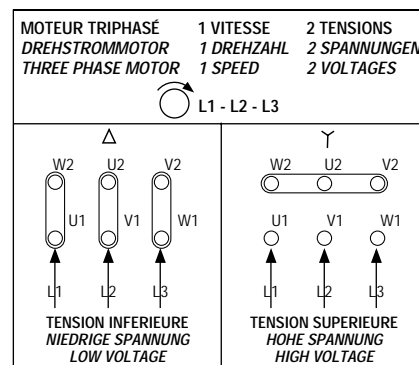 MOTEUR TRIPHASÉ 1 VITESSE 2 TENSIONS
DREHSTROMMOTOR 1 DREHZAHL 2 SPANNUNGEN
THREE PHASE MOTOR 1 SPEED 2 VOLTAGES
L1 - L2 - L3
Δ
W2 U2 V2
U1 V1 W1
L1 L2 L3
TENSION INFERIEURE
NIEDRIGE SPANNUNG
LOW VOLTAGE
Y
W2 U2 V2
U1 V1 W1
L1 L2 L3
TENSION SUPERIEURE
HOHE SPANNUNG
HIGH VOLTAGE